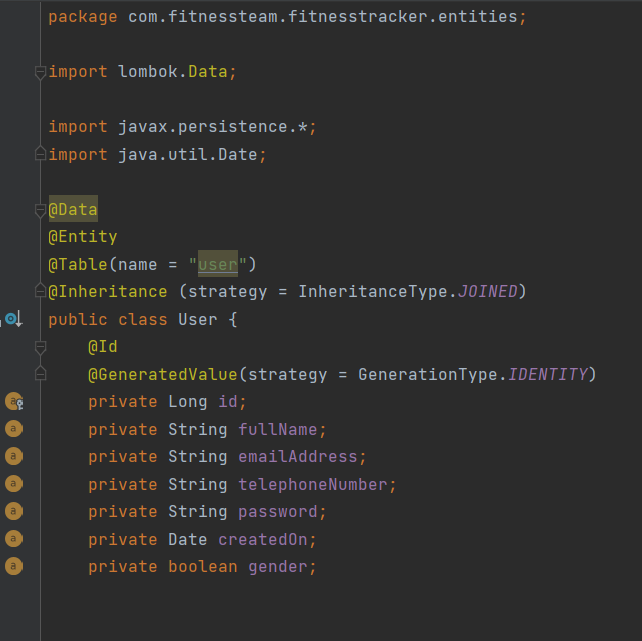 package com.fitnessteam.fitnesstracker.entities;
import lombok.Data;
import javax.persistence.*;
import java.util.Date;
@Data
@Entity
@Table(name = "user")
@Inheritance (strategy = InheritanceType.JOINED)
public class User {
@Id
@GeneratedValue(strategy = GenerationType.IDENTITY)
private Long id;
private String fullName;
private String emailAddress;
private String telephoneNumber;
private String password;
private Date createdOn;
private boolean gender;